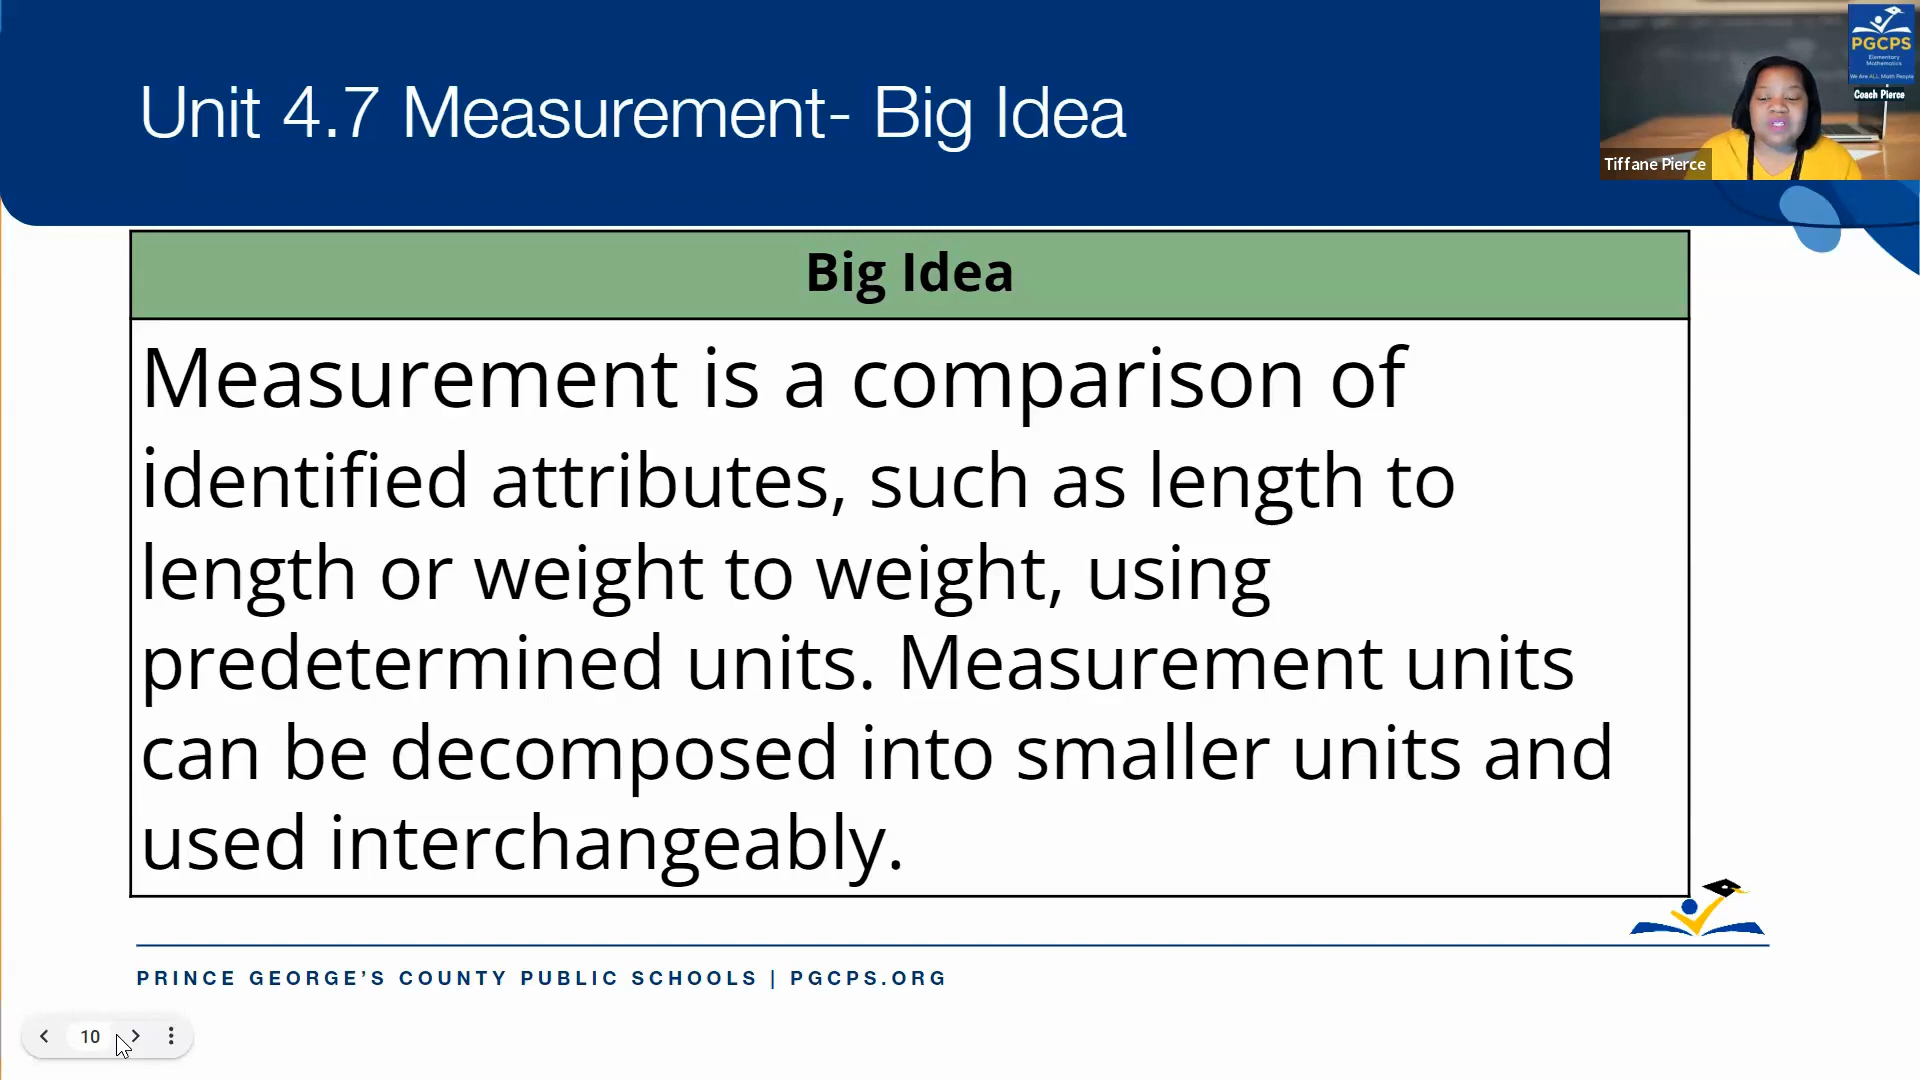 Unit 4.7 Measurement- Big Idea
PGCPS
Elementary
Mathematics
We Are ALL Math People
Coach Pierce
Tiffane Pierce
Big Idea
Measurement is a comparison of
identified attributes, such as length to
length or weight to weight, using
predetermined units. Measurement units
can be decomposed into smaller units and
used interchangeably.
PRINCE GEORGE'S COUNTY PUBLIC SCHOOLS | PGCPS.ORG
10